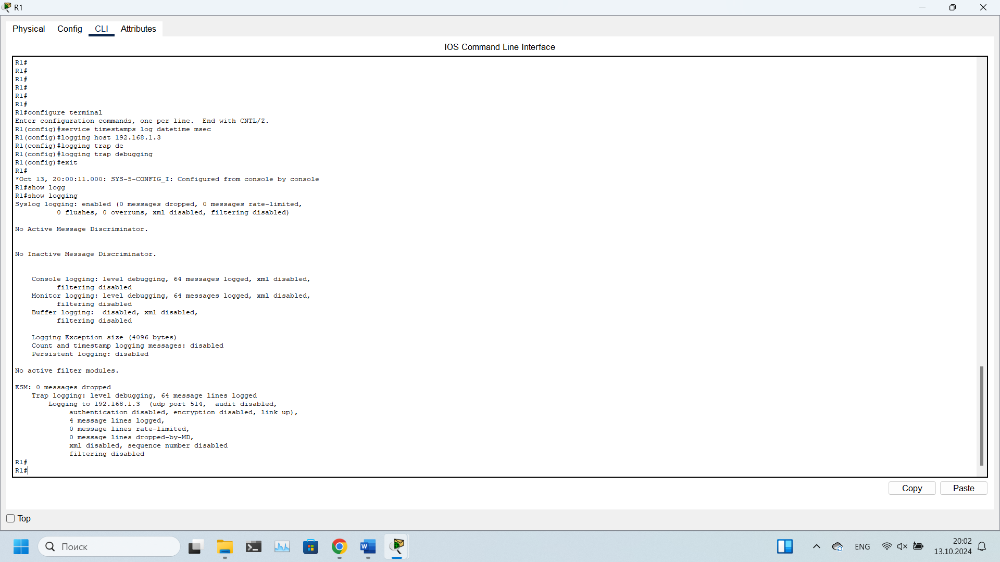 R1
Physical Config CLI Attributes
IOS Command Line Interface
R1#
R1#
R1#
R1#
R1#
R1#
R1#configure terminal
Enter configuration commands, one per line.  End with CNTL/Z.
R1(config)#service timestamps log datetime msec
R1(config)#logging host 192.168.1.3
R1(config)#logging trap de
R1(config)#logging trap debugging
R1(config)#exit
R1#
*Oct 13, 20:00:11.000: SYS-5-CONFIG_I: Configured from console by console
R1#show logg
R1#show logging
Syslog logging: enabled (0 messages dropped, 0 messages rate-limited,
          0 flushes, 0 overruns, xml disabled, filtering disabled)
No Active Message Discriminator.
No Inactive Message Discriminator.
    Console logging: level debugging, 64 messages logged, xml disabled,
          filtering disabled
    Monitor logging: level debugging, 64 messages logged, xml disabled,
          filtering disabled
    Buffer logging:  disabled, xml disabled,
          filtering disabled
    Logging Exception size (4096 bytes)
    Count and timestamp logging messages: disabled
    Persistent logging: disabled
No active filter modules.
ESM: 0 messages dropped
    Trap logging: level debugging, 64 message lines logged
        Logging to 192.168.1.3  (udp port 514,  audit disabled,
             authentication disabled, encryption disabled, link up),
             4 message lines logged,
             0 message lines rate-limited,
             0 message lines dropped-by-MD,
             xml disabled, sequence number disabled
             filtering disabled
R1#
R1#
Copy Paste
Top
Поиск
ENG
20:02
13.10.2024